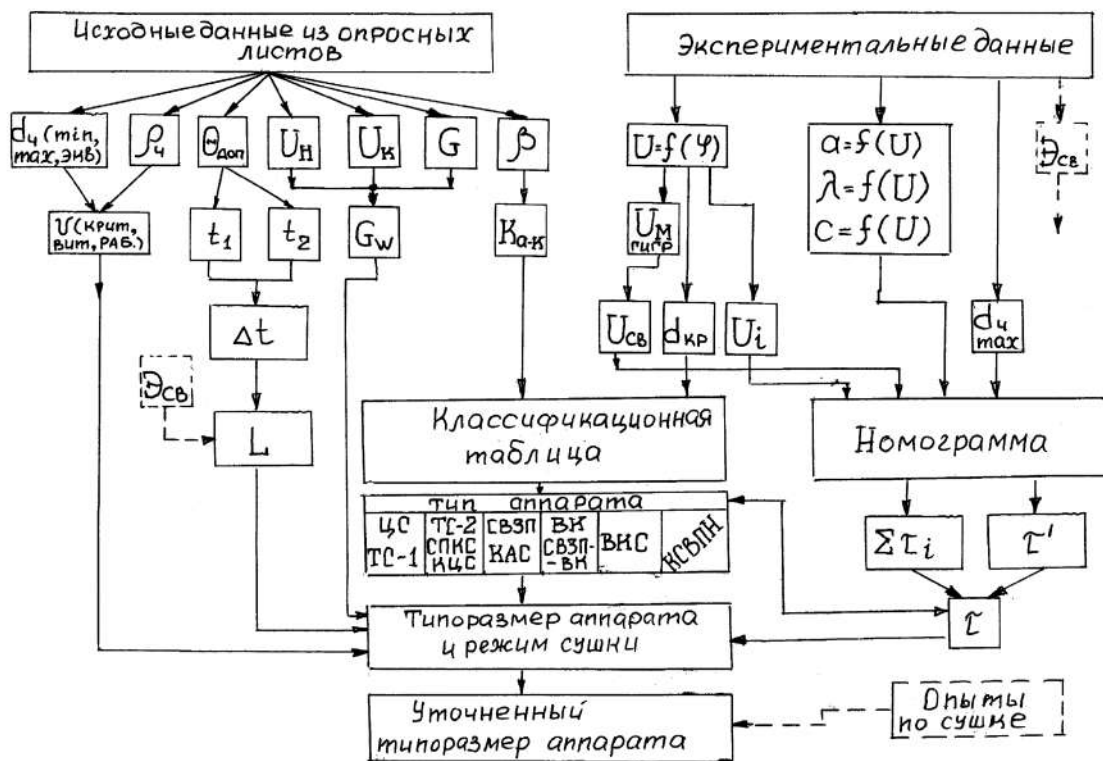 Исходные данные из опросных
листов
Экспериментальные данные
dч (min,
max, экв)
ρч
Θдоп
Uн
Uк
G
β
U=f(φ)
a=f(U)
λ=f(U)
c=f(U)
Эсв
v(крит,
вит, РАБ.)
t₁
t₂
Gw
Kа-к
Uм
гигр
Δt
Uсв
dкр
Ui
dч
max
Эсв
L
Классификационная
таблица
Номограмма
тип аппарата
ЦС
ТС-1
ТС-2
СПКС
КЦС
СВЗП
КАС
ВК
СВЗП-
-ВК
ВКС
КСВПН
Στi
τ'
Типоразмер аппарата
и режим сушки
τ
Уточненный
типоразмер аппарата
Опыты
по сушке